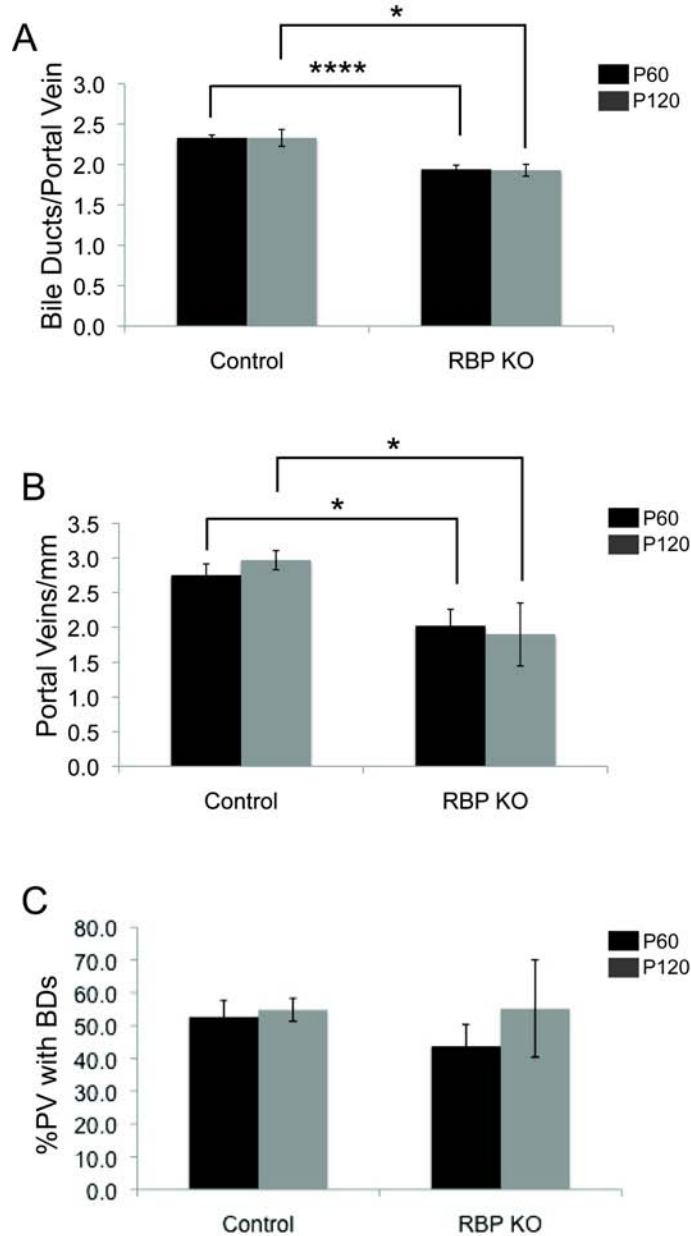 A
*
****
P60
P120
Bile Ducts/Portal Vein
3.0
2.5
2.0
1.5
1.0
0.5
0.0
Control
RBP KO
B
*
*
P60
P120
Portal Veins/mm
3.5
3.0
2.5
2.0
1.5
1.0
0.5
0.0
Control
RBP KO
C
P60
P120
%PV with BDs
80.0
70.0
60.0
50.0
40.0
30.0
20.0
10.0
0.0
Control
RBP KO